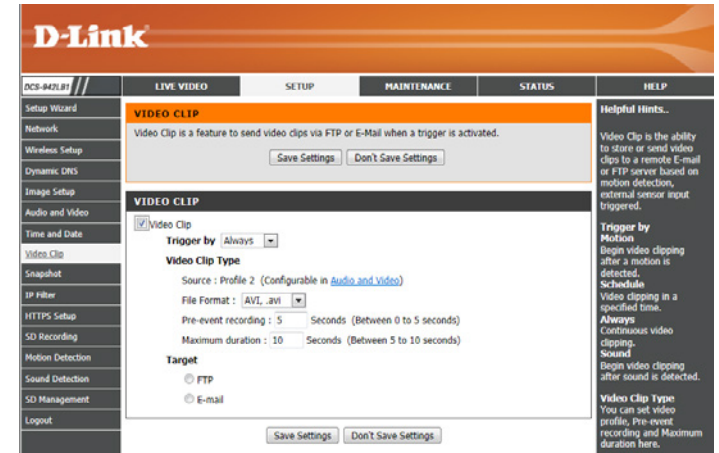 D-Link
DCS-942LB1 //
LIVE VIDEO
SETUP
MAINTENANCE
STATUS
HELP
Setup Wizard
Network
Wireless Setup
Dynamic DNS
Image Setup
Audio and Video
Time and Date
Video Clip
Snapshot
IP Filter
HTTPS Setup
SD Recording
Motion Detection
Sound Detection
SD Management
Logout
VIDEO CLIP
Video Clip is a feature to send video clips via FTP or E-Mail when a trigger is activated.
Save Settings Don't Save Settings
VIDEO CLIP
Video Clip
Trigger by Always
Video Clip Type
Source : Profile 2 (Configurable in Audio and Video)
File Format : AVI, .avi
Pre-event recording : 5 Seconds (Between 0 to 5 seconds)
Maximum duration : 10 Seconds (Between 5 to 10 seconds)
Target
FTP
E-mail
Save Settings Don't Save Settings
Helpful Hints..
Video Clip is the ability
to store or send video
clips to a remote E-mail
or FTP server based on
motion detection,
external sensor input
triggered.
Trigger by
Motion
Begin video clipping
after a motion is
detected.
Schedule
Video clipping in a
specified time.
Always
Continuous video
clipping.
Sound
Begin video clipping
after sound is detected.
Video Clip Type
You can set video
profile, Pre-event
recording and Maximum
duration here.